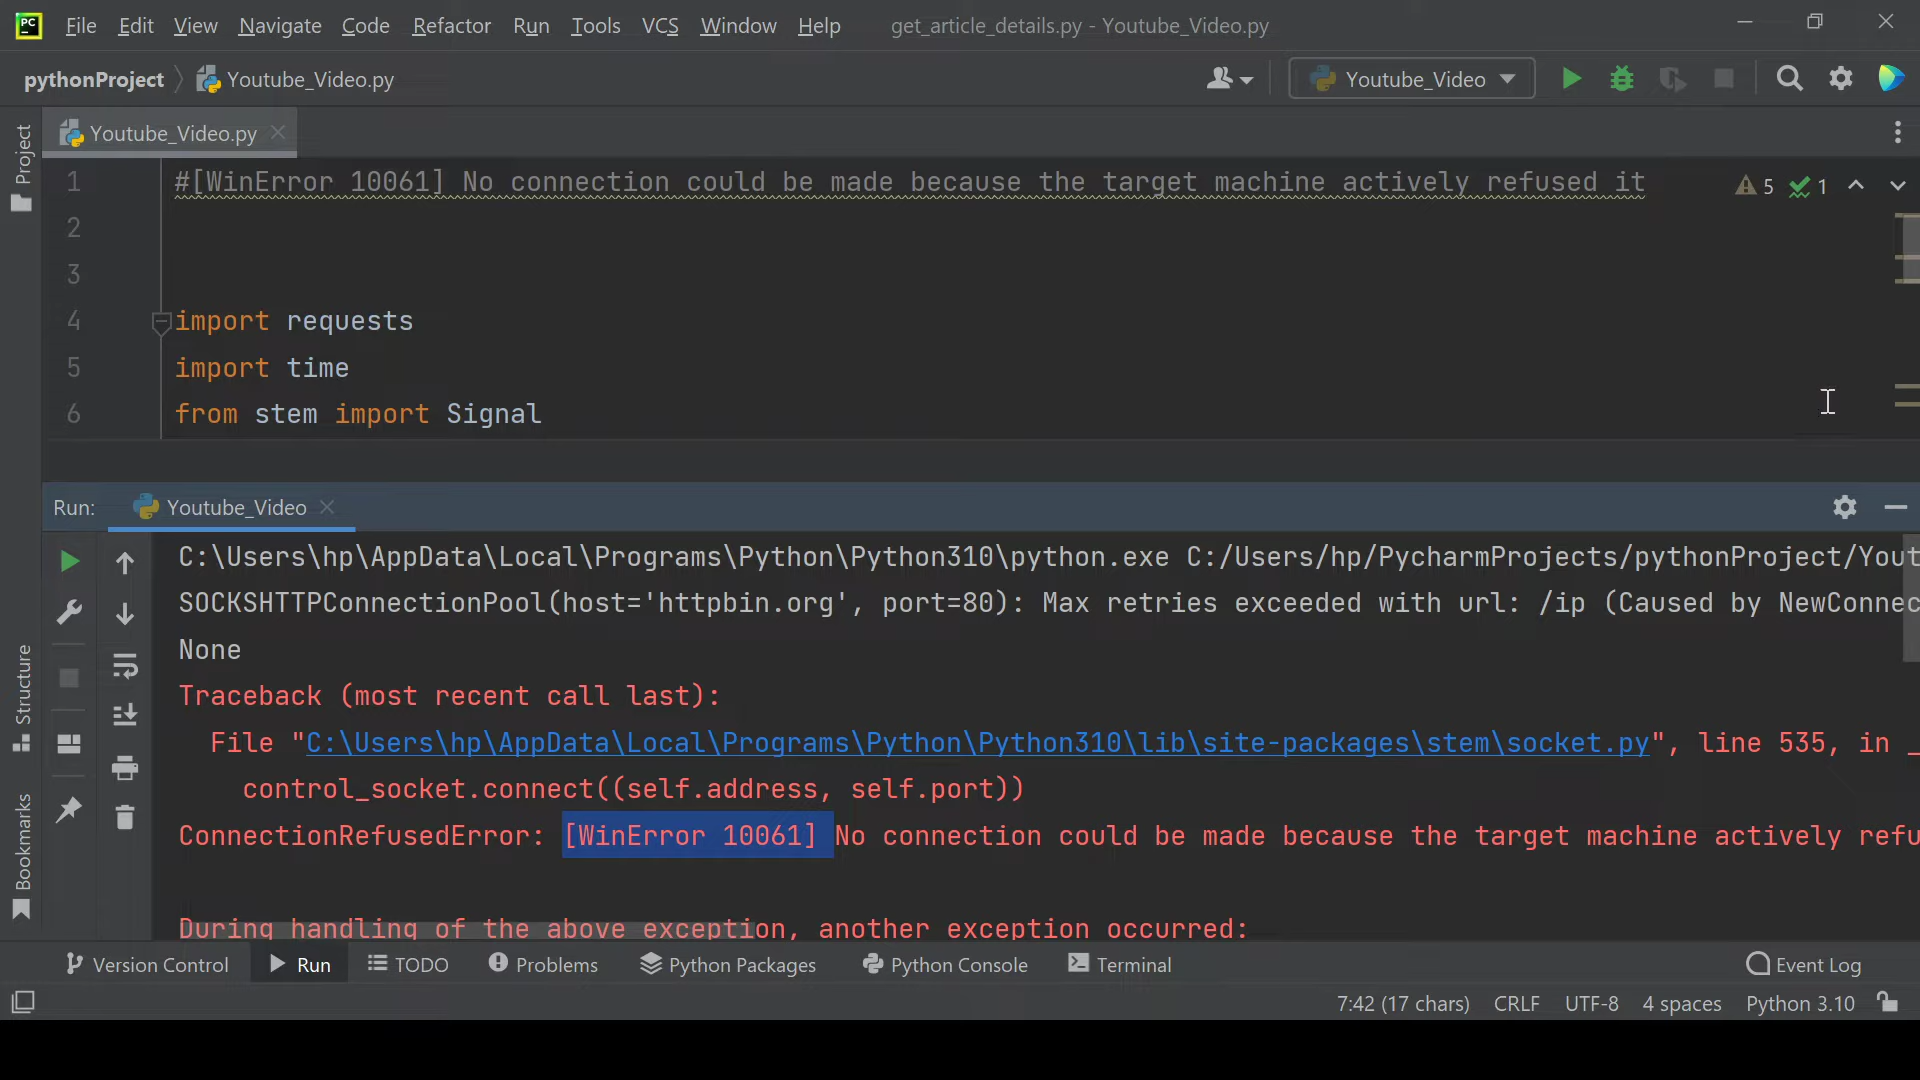 PC File Edit View Navigate Code Refactor Run Tools VCS Window Help get_article_details.py - Youtube_Video.py
pythonProject Youtube_Video.py Youtube_Video
Project
Youtube_Video.py
1 #[WinError 10061] No connection could be made because the target machine actively refused it 5 1
2
3
4 import requests
5 import time
6 from stem import Signal
Run: Youtube_Video
C:\Users\hp\AppData\Local\Programs\Python\Python310\python.exe C:/Users/hp/PycharmProjects/pythonProject/Yout
SOCKSHTTPConnectionPool(host='httpbin.org', port=80): Max retries exceeded with url: /ip (Caused by NewConnec
None
Traceback (most recent call last):
File "C:\Users\hp\AppData\Local\Programs\Python\Python310\lib\site-packages\stem\socket.py", line 535, in _
control_socket.connect((self.address, self.port))
ConnectionRefusedError: [WinError 10061] No connection could be made because the target machine actively refu
During handling of the above exception, another exception occurred:
Structure
Bookmarks
Version Control Run TODO Problems Python Packages Python Console Terminal Event Log
7:42 (17 chars) CRLF UTF-8 4 spaces Python 3.10